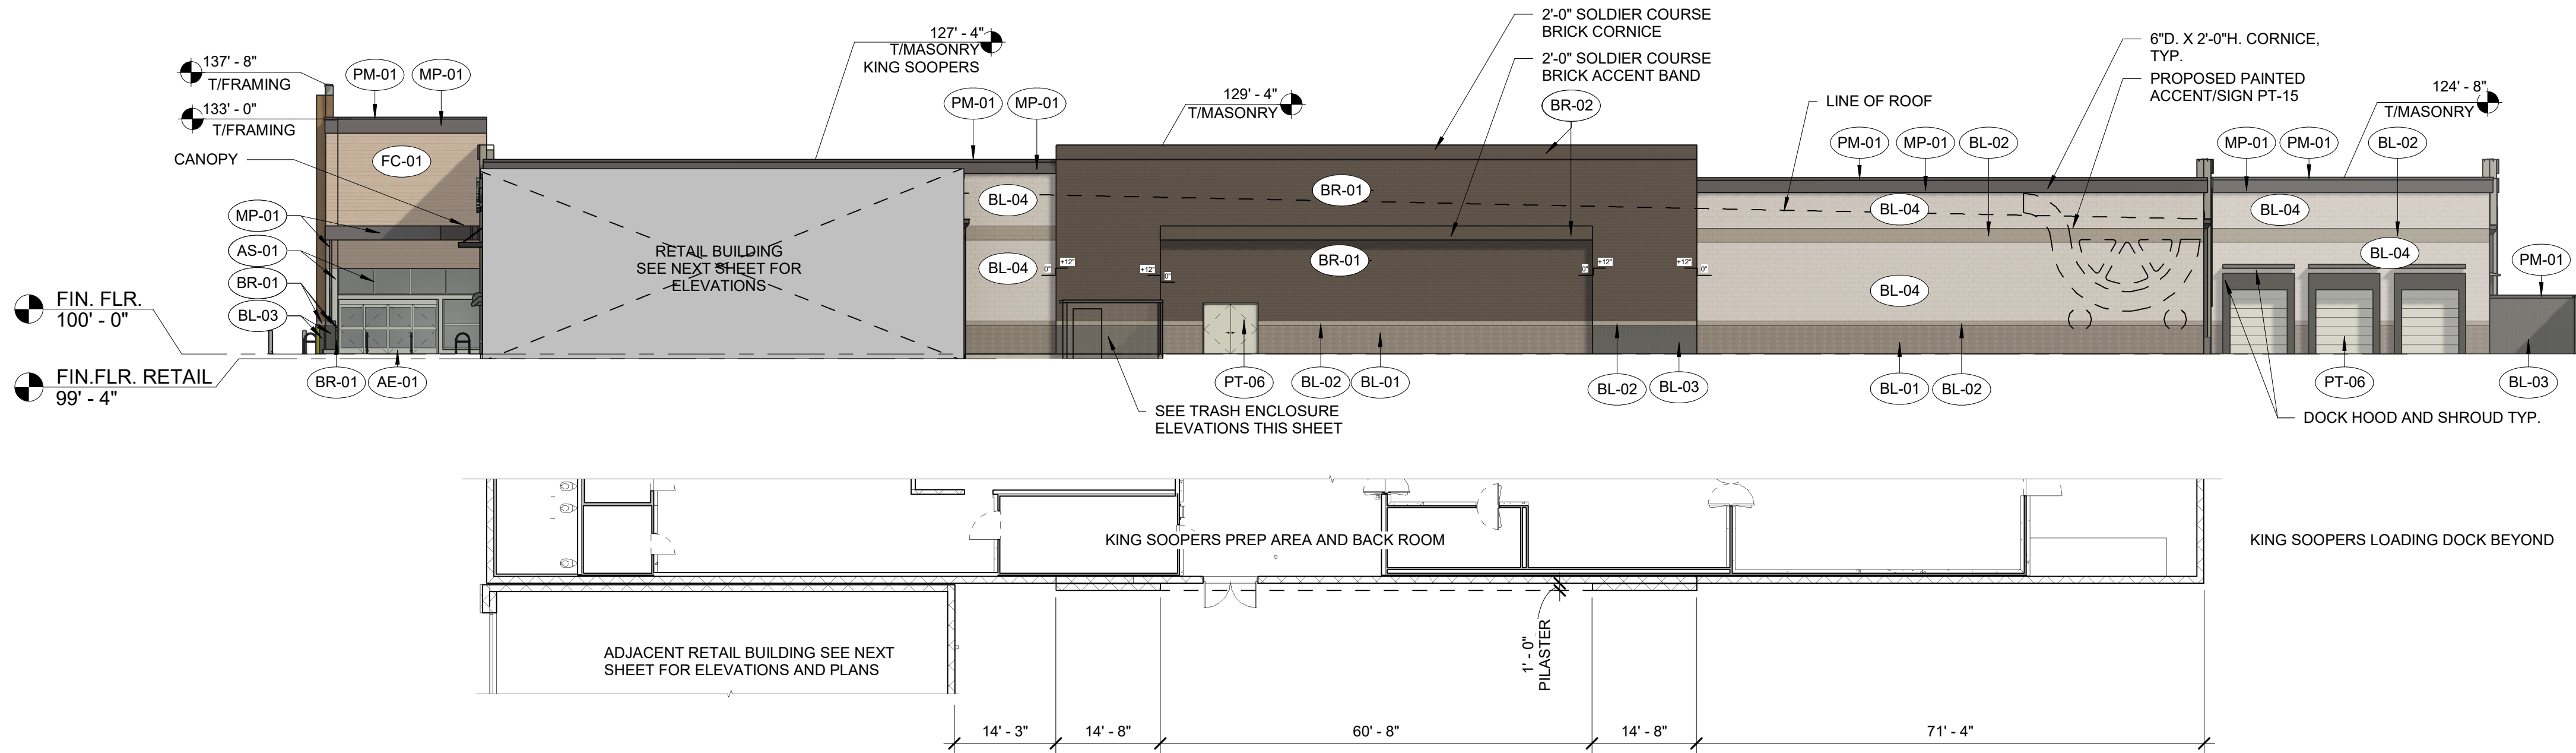 2'-0" SOLDIER COURSE
BRICK CORNICE
127' - 4"
T/MASONRY
KING SOOPERS
6"D. X 2'-0"H. CORNICE,
TYP.
137' - 8"
T/FRAMING
PM-01
MP-01
2'-0" SOLDIER COURSE
BRICK ACCENT BAND
PROPOSED PAINTED
ACCENT/SIGN PT-15
133' - 0"
T/FRAMING
PM-01
MP-01
129' - 4"
T/MASONRY
BR-02
LINE OF ROOF
124' - 8"
T/MASONRY
CANOPY
FC-01
PM-01
MP-01
BL-02
MP-01
PM-01
BL-02
BL-04
BR-01
BL-04
BL-04
MP-01
AS-01
BR-01
BL-03
RETAIL BUILDING
SEE NEXT SHEET FOR
ELEVATIONS
BL-04
0"
+12"
+12"
0"
BR-01
0"
+12"
+12"
0"
BL-04
BL-04
PM-01
FIN. FLR.
100' - 0"
FIN.FLR. RETAIL
99' - 4"
BR-01
AE-01
PT-06
BL-02
BL-01
BL-02
BL-03
BL-01
BL-02
PT-06
BL-03
SEE TRASH ENCLOSURE
ELEVATIONS THIS SHEET
DOCK HOOD AND SHROUD TYP.
KING SOOPERS PREP AREA AND BACK ROOM
KING SOOPERS LOADING DOCK BEYOND
ADJACENT RETAIL BUILDING SEE NEXT
SHEET FOR ELEVATIONS AND PLANS
1' - 0"
PILASTER
14' - 3"
14' - 8"
60' - 8"
14' - 8"
71' - 4"